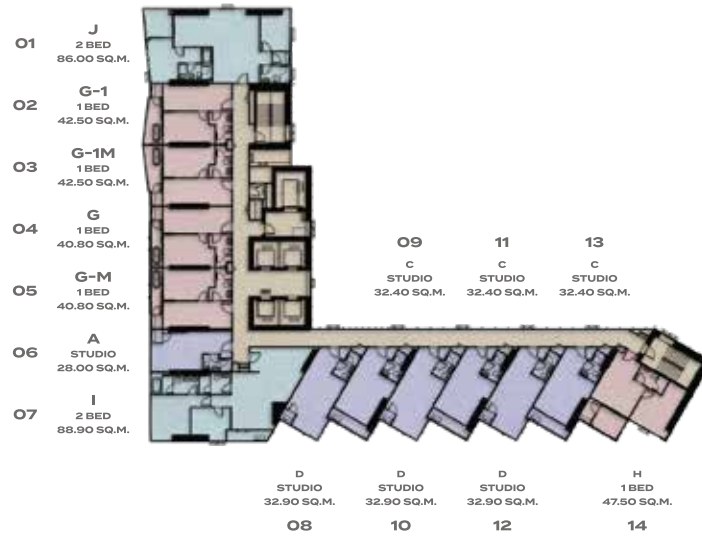 01
J
2 BED
86.00 SQ.M.
02
G-1
1 BED
42.50 SQ.M.
03
G-1M
1 BED
42.50 SQ.M.
04
G
1 BED
40.80 SQ.M.
05
G-M
1 BED
40.80 SQ.M.
06
A
STUDIO
28.00 SQ.M.
07
I
2 BED
88.90 SQ.M.
09
C
STUDIO
32.40 SQ.M.
11
C
STUDIO
32.40 SQ.M.
13
C
STUDIO
32.40 SQ.M.
D
STUDIO
32.90 SQ.M.
08
D
STUDIO
32.90 SQ.M.
10
D
STUDIO
32.90 SQ.M.
12
H
1 BED
47.50 SQ.M.
14